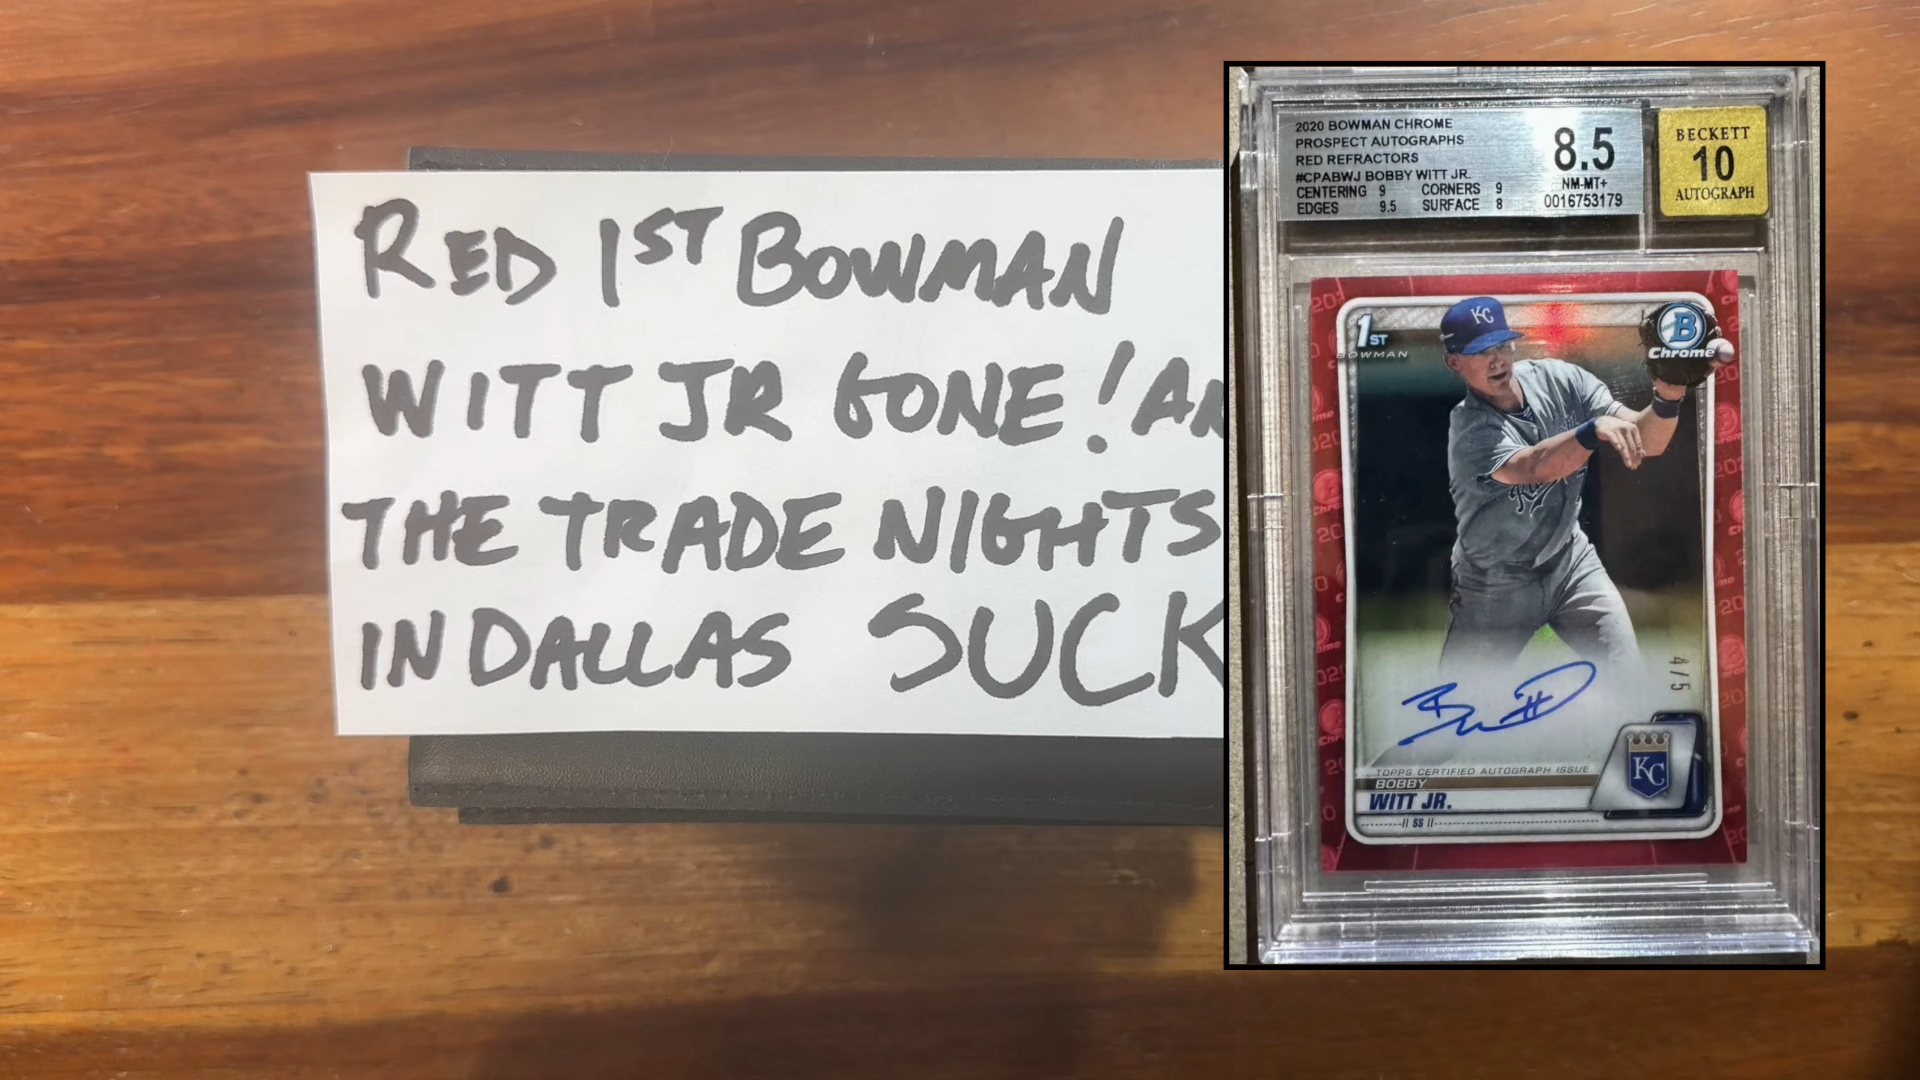 RED 1ST BOWMAN
WITT JR GONE! 
THE TRADE NIGHTS
IN DALLAS SUCK
2020 BOWMAN CHROME
PROSPECT AUTOGRAPHS
RED REFRACTORS
#CPABWJ BOBBY WITT JR.
CENTERING 9 CORNERS 9
EDGES 9.5 SURFACE 8
8.5
NM-MT+
0016753179
BECKETT
10
AUTOGRAPH
KC
1ST
BOWMAN
B
Chrome
4/5
TOPPS CERTIFIED AUTOGRAPH ISSUE
BOBBY
WITT JR.
SS
KC